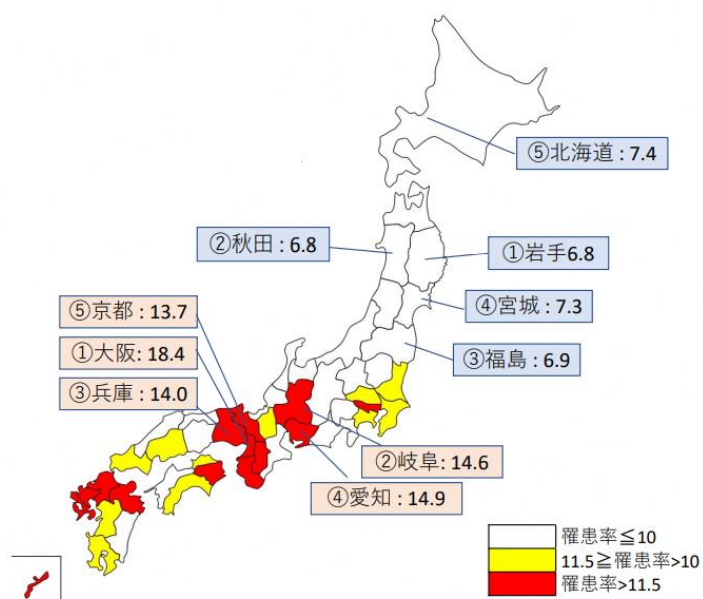 ⑤北海道 : 7.4
②秋田 : 6.8
①岩手6.8
④宮城 : 7.3
③福島 : 6.9
⑤京都 : 13.7
①大阪: 18.4
③兵庫 : 14.0
②岐阜: 14.6
④愛知 : 14.9
罹患率≦10
11.5≧罹患率>10
罹患率>11.5